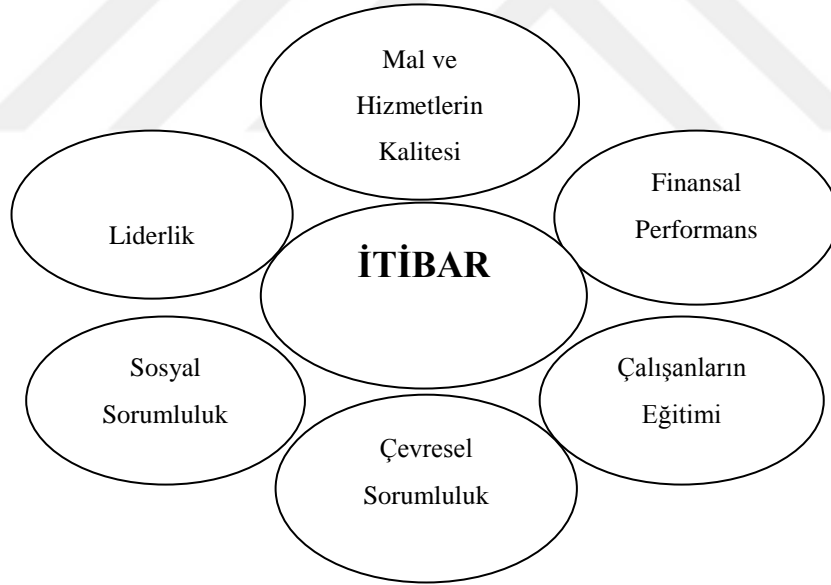 Mal ve
Hizmetlerin
Kalitesi
Finansal
Performans
Liderlik
İTİBAR
Sosyal
Sorumluluk
Çalışanların
Eğitimi
Çevresel
Sorumluluk